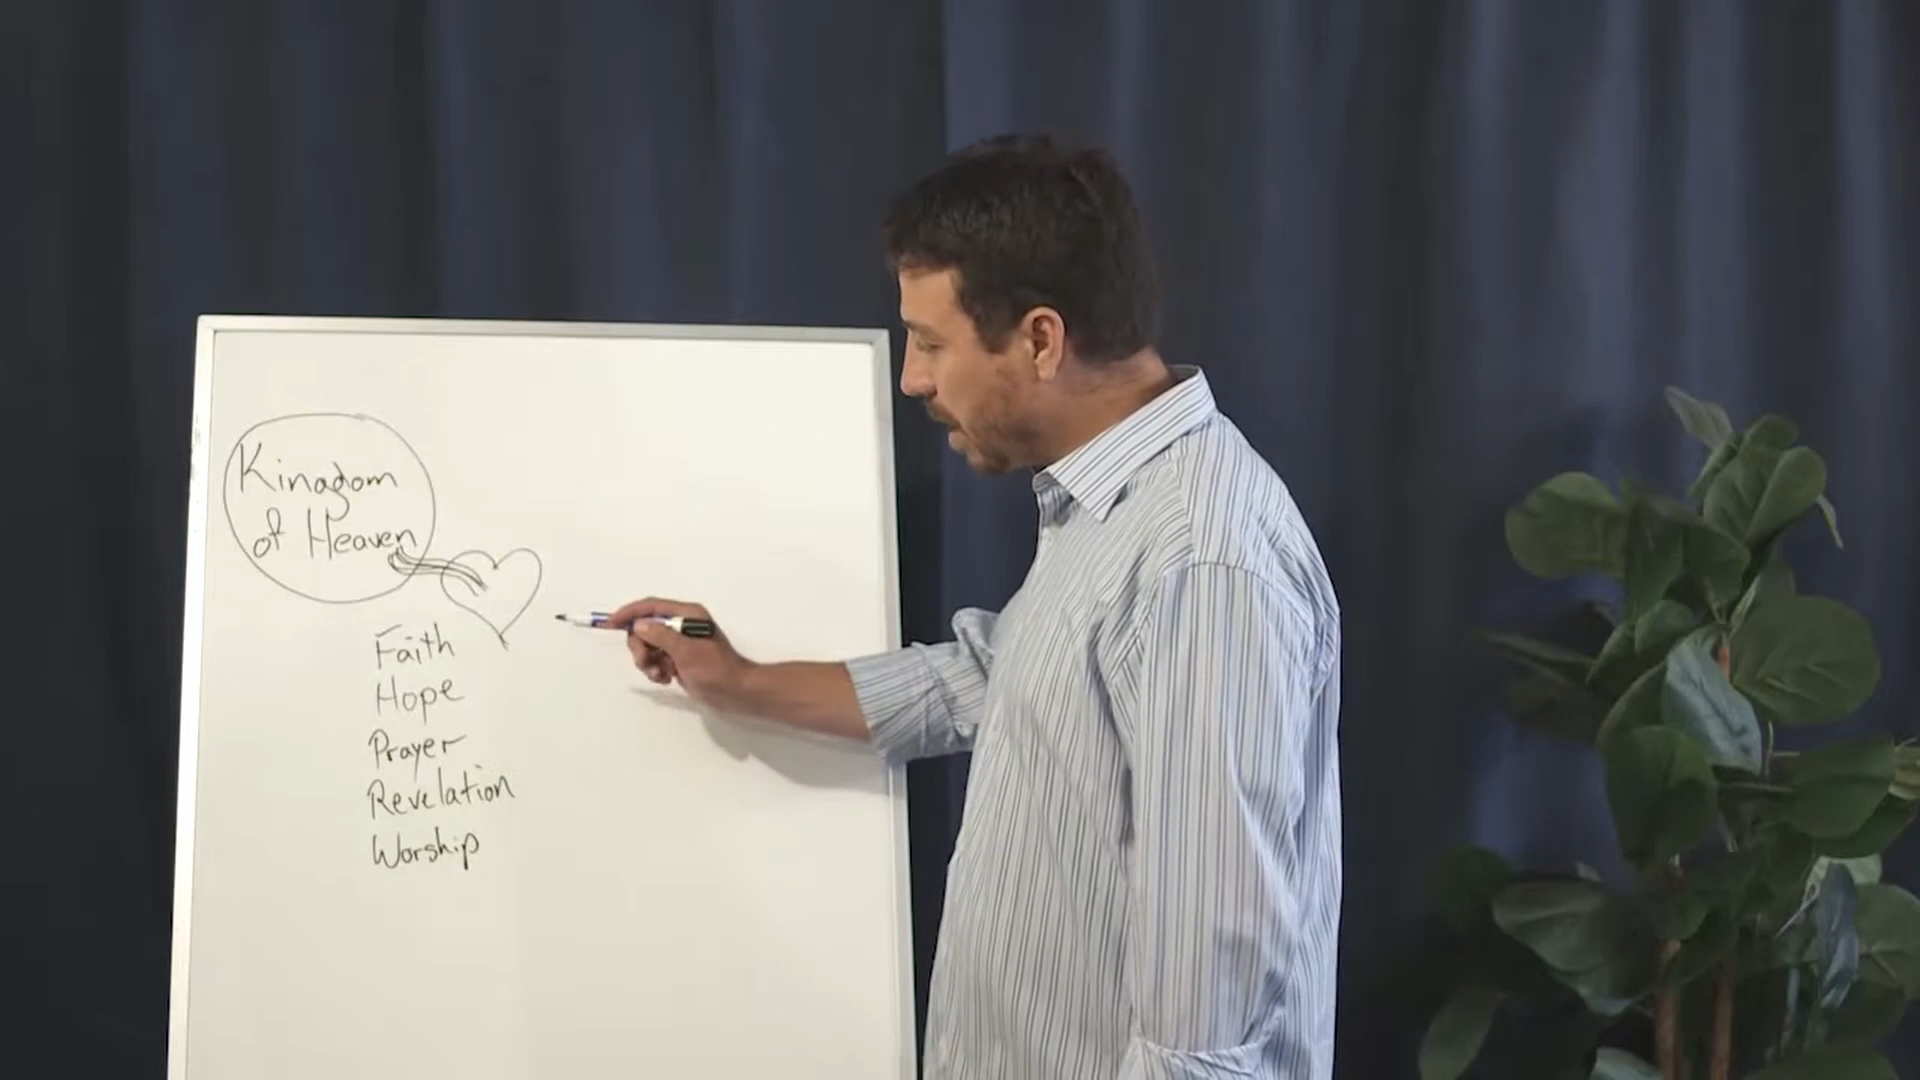 Kingdom
of Heaven
Faith
Hope
Prayer
Revelation
Worship